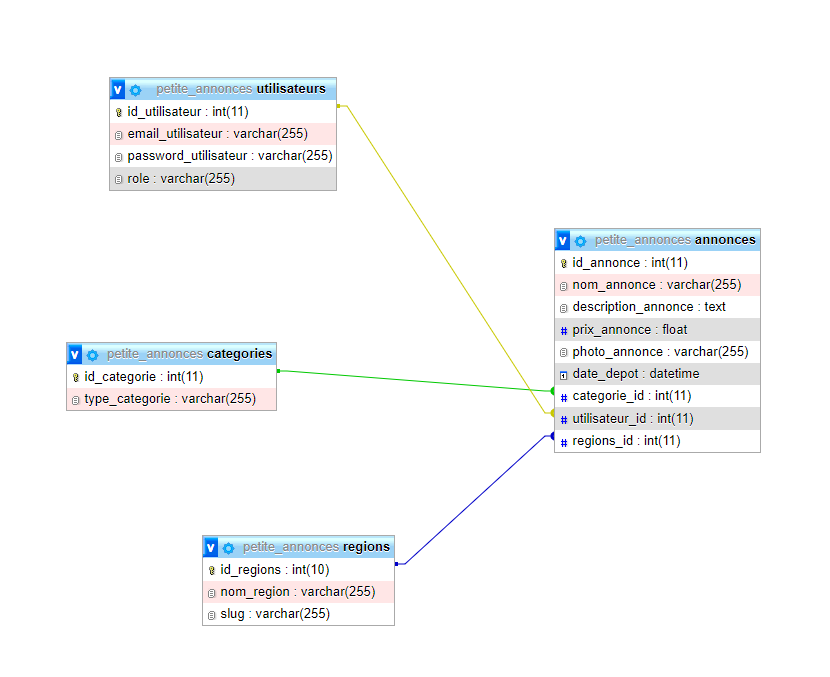 petite_annonces utilisateurs
id_utilisateur : int(11)
email_utilisateur : varchar(255)
password_utilisateur : varchar(255)
role : varchar(255)
petite_annonces annonces
id_annonce : int(11)
nom_annonce : varchar(255)
description_annonce : text
prix_annonce : float
photo_annonce : varchar(255)
date_depot : datetime
categorie_id : int(11)
utilisateur_id : int(11)
regions_id : int(11)
petite_annonces categories
id_categorie : int(11)
type_categorie : varchar(255)
petite_annonces regions
id_regions : int(10)
nom_region : varchar(255)
slug : varchar(255)